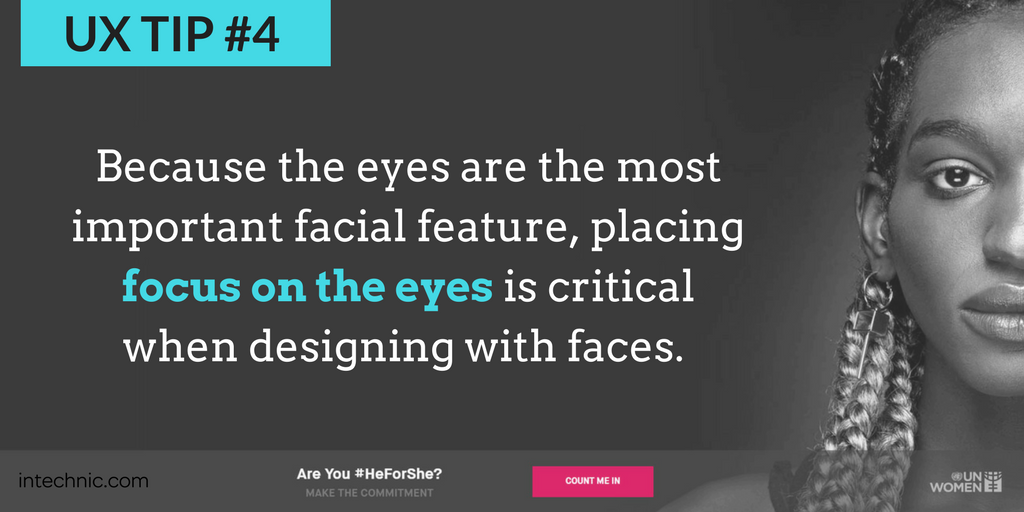 UX TIP #4
Because the eyes are the most
important facial feature, placing
focus on the eyes is critical
when designing with faces.
intechnic.com
Are You #HeForShe?
MAKE THE COMMITMENT
COUNT ME IN
UN
WOMEN